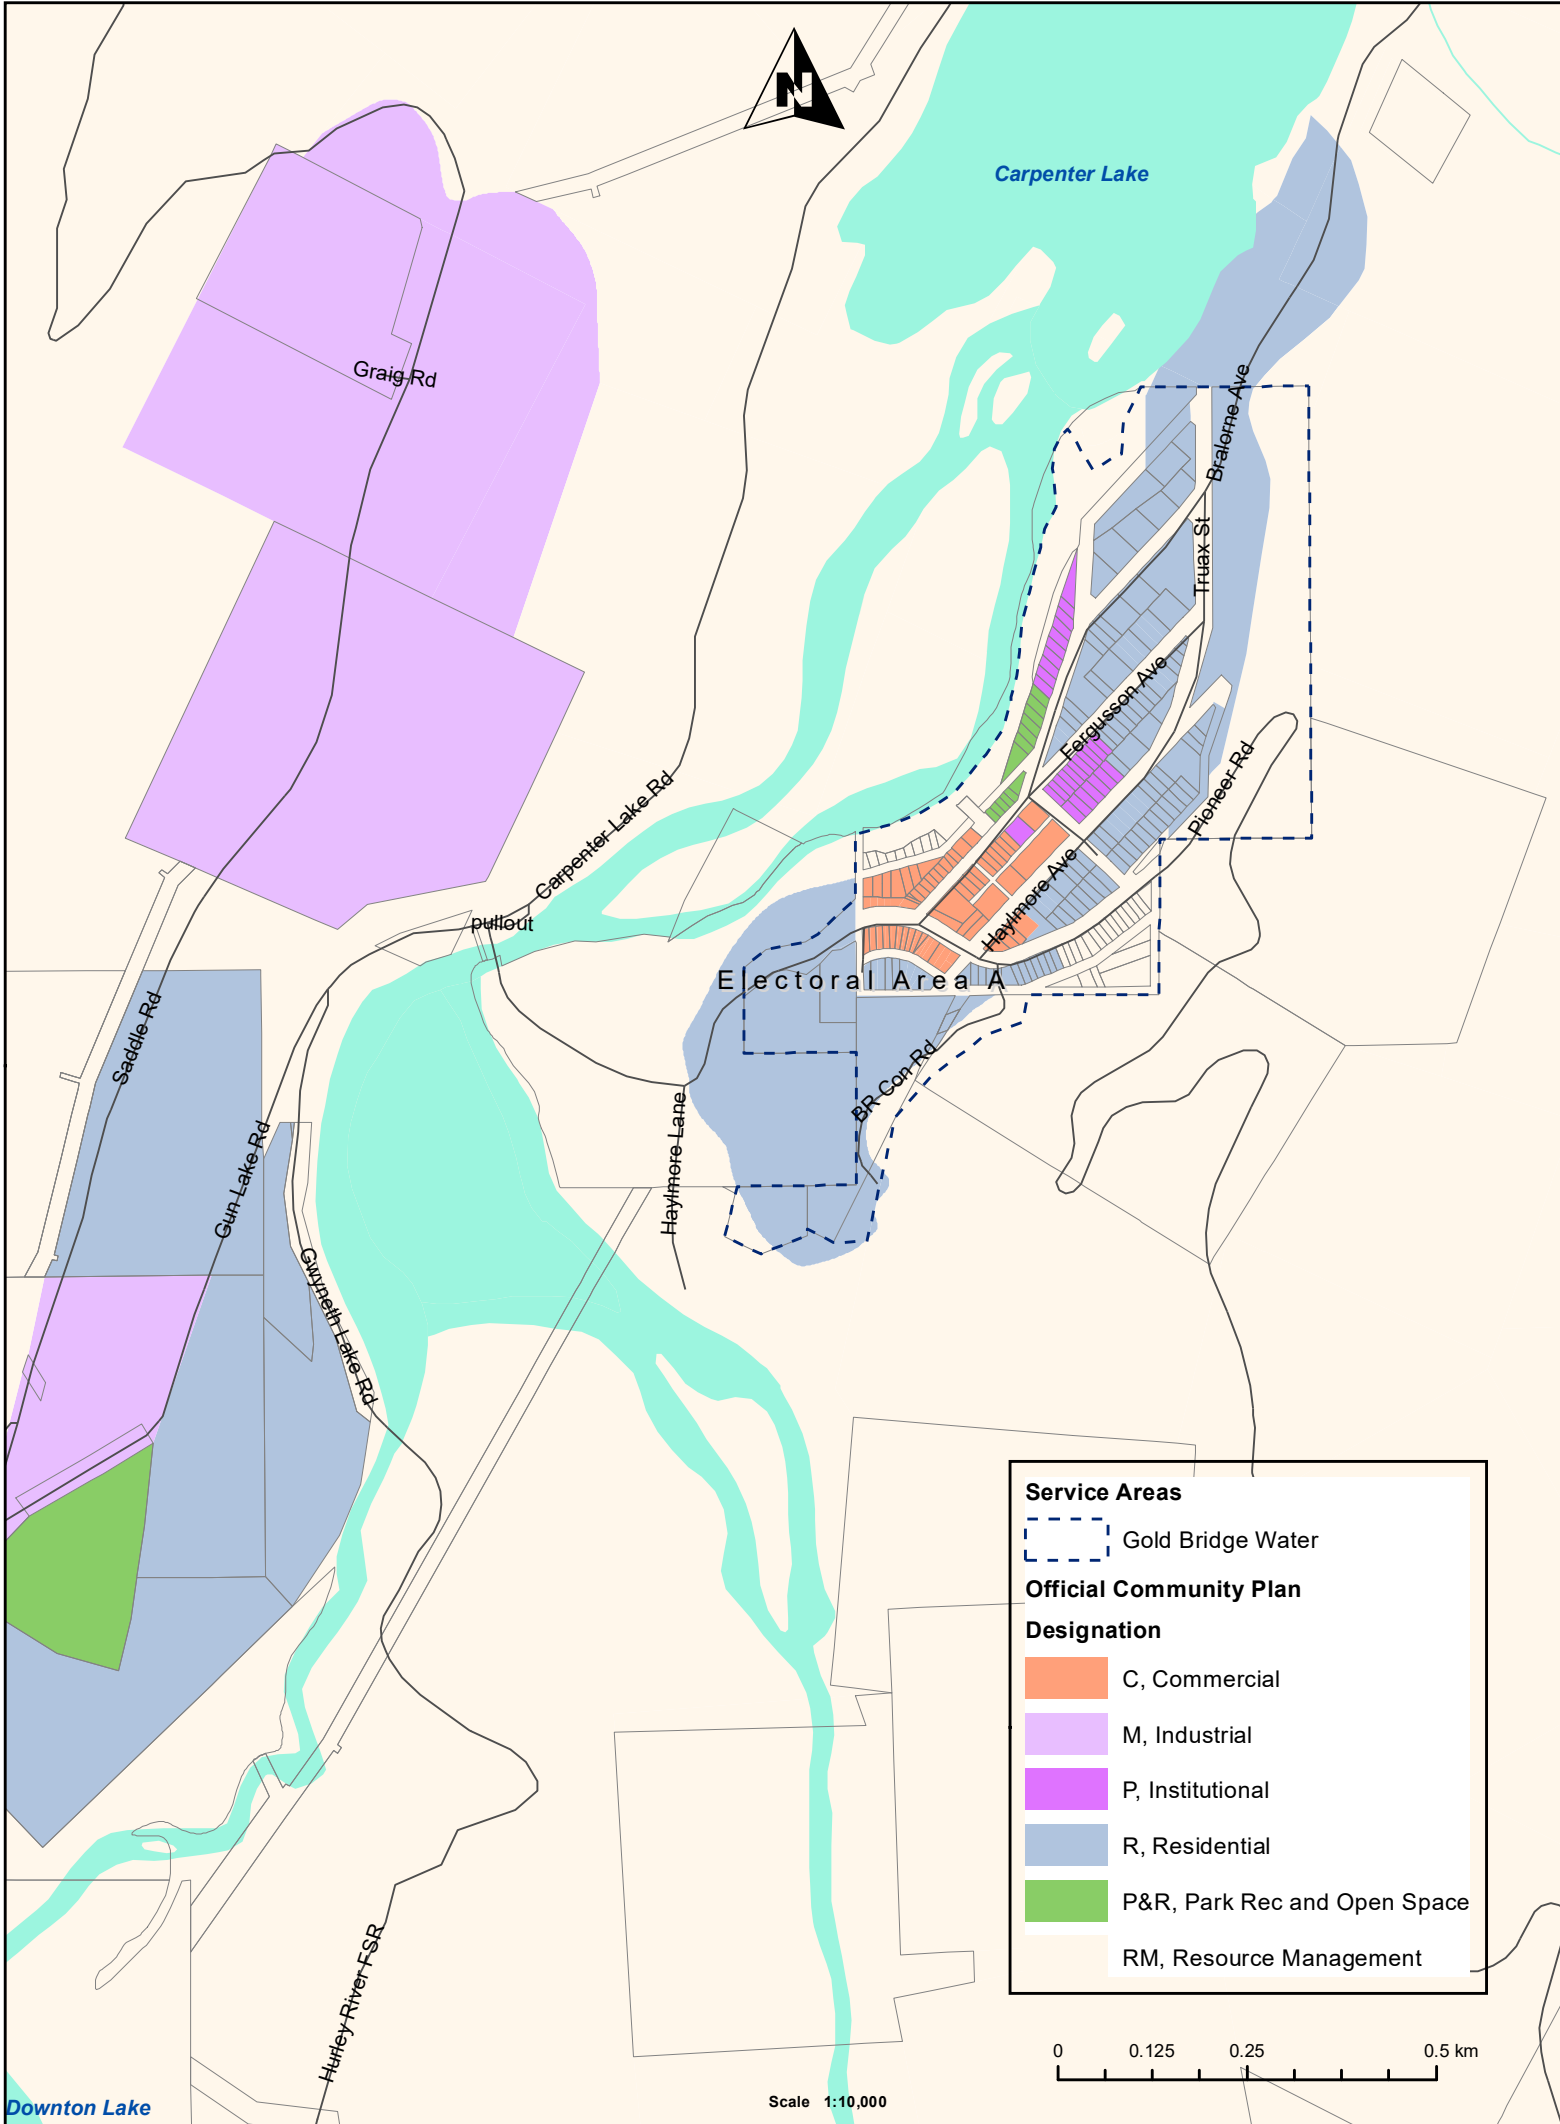 N
Carpenter Lake
Graig Rd
Bralorne Ave
Truax St
Fergusson Ave
Pioneer Rd
Carpenter Lake Rd
Haylmore Ave
pullout
Electoral Area A
Saddle Rd
BR Con Rd
Gun Lake Rd
Haylmore Lane
Gwyneth Lake Rd
Service Areas
Gold Bridge Water
Official Community Plan
Designation
C, Commercial
M, Industrial
P, Institutional
R, Residential
P&R, Park Rec and Open Space
RM, Resource Management
Hurley River FSR
0 0.125 0.25 0.5 km
Scale 1:10,000
Downton Lake